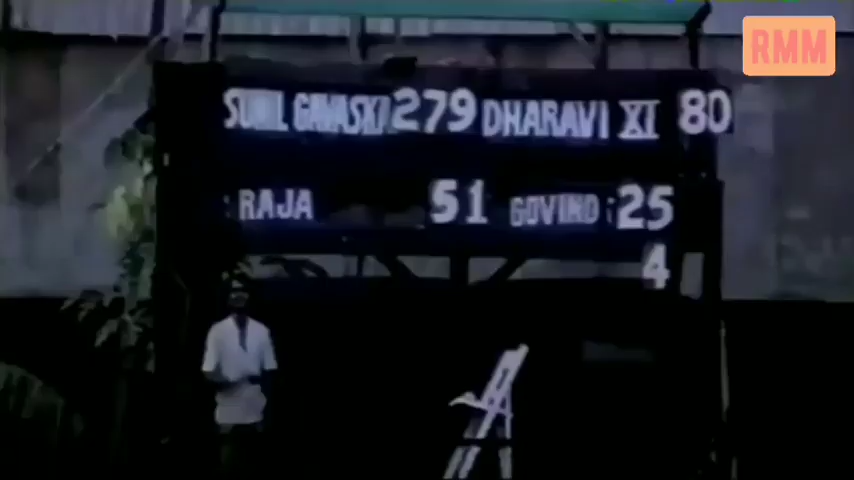 RMM
SUNIL GAVASKAR 279 DHARAVI XI 80
: RAJA 51 GOVIND : 25
4